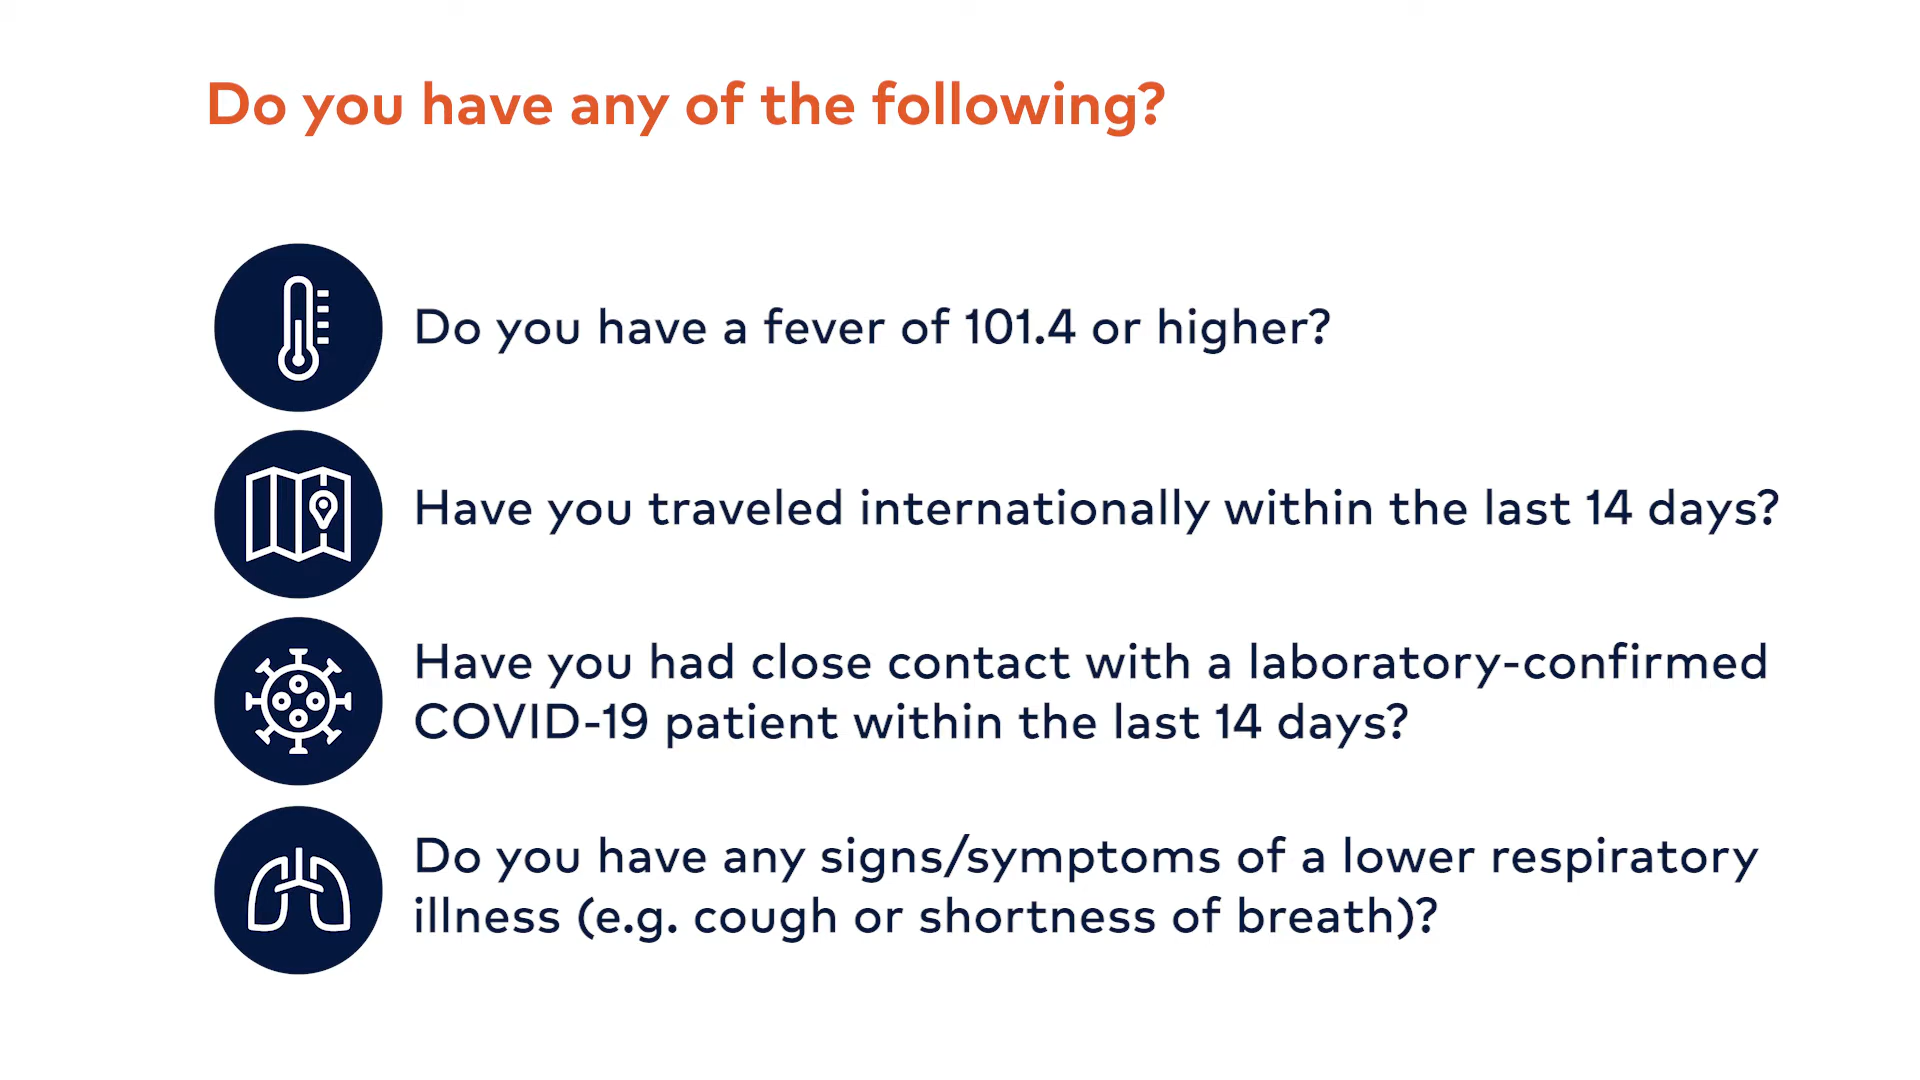 Do you have any of the following?
Do you have a fever of 101.4 or higher?
Have you traveled internationally within the last 14 days?
Have you had close contact with a laboratory-confirmed
COVID-19 patient within the last 14 days?
Do you have any signs/symptoms of a lower respiratory
illness (e.g. cough or shortness of breath)?